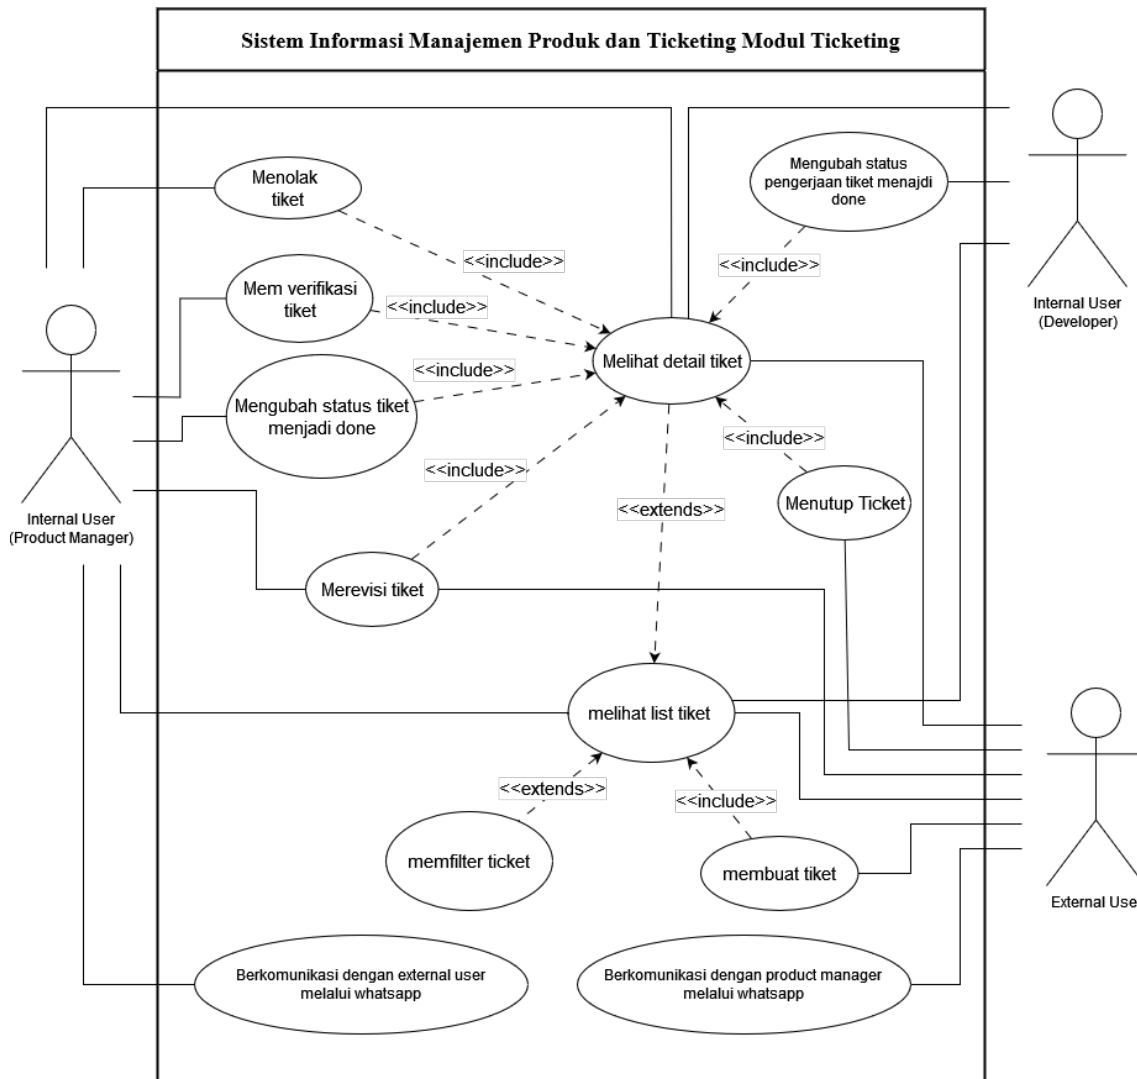 Sistem Informasi Manajemen Produk dan Ticketing Modul Ticketing
Menolak
tiket
Mengubah status
pengerjaan tiket menajdi
done
<<include>>
<<include>>
Mem verifikasi
tiket
<<include>>
Internal User
(Developer)
Melihat detail tiket
<<include>>
Mengubah status tiket
menjadi done
<<include>>
<<include>>
Menutup Ticket
<<extends>>
Internal User
(Product Manager)
Merevisi tiket
melihat list tiket
<<extends>>
<<include>>
memfilter ticket
membuat tiket
External Use
Berkomunikasi dengan external user
melalui whatsapp
Berkomunikasi dengan product manager
melalui whatsapp